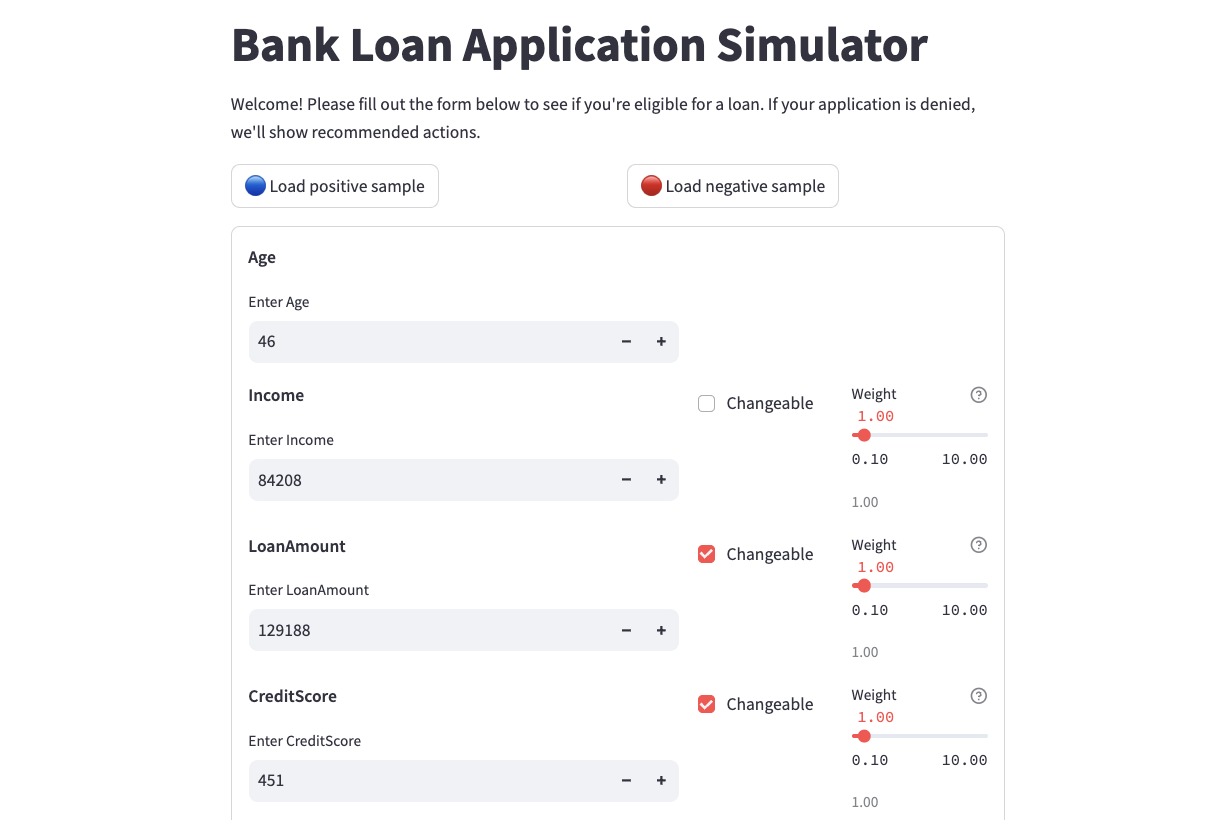 Bank Loan Application Simulator
Welcome! Please fill out the form below to see if you're eligible for a loan. If your application is denied,
we'll show recommended actions.
Load positive sample
Load negative sample
Age
Enter Age
46
Income
Changeable
Weight
1.00
Enter Income
84208
0.10 10.00
1.00
LoanAmount
Changeable
Weight
1.00
Enter LoanAmount
129188
0.10 10.00
1.00
CreditScore
Changeable
Weight
1.00
Enter CreditScore
451
0.10 10.00
1.00